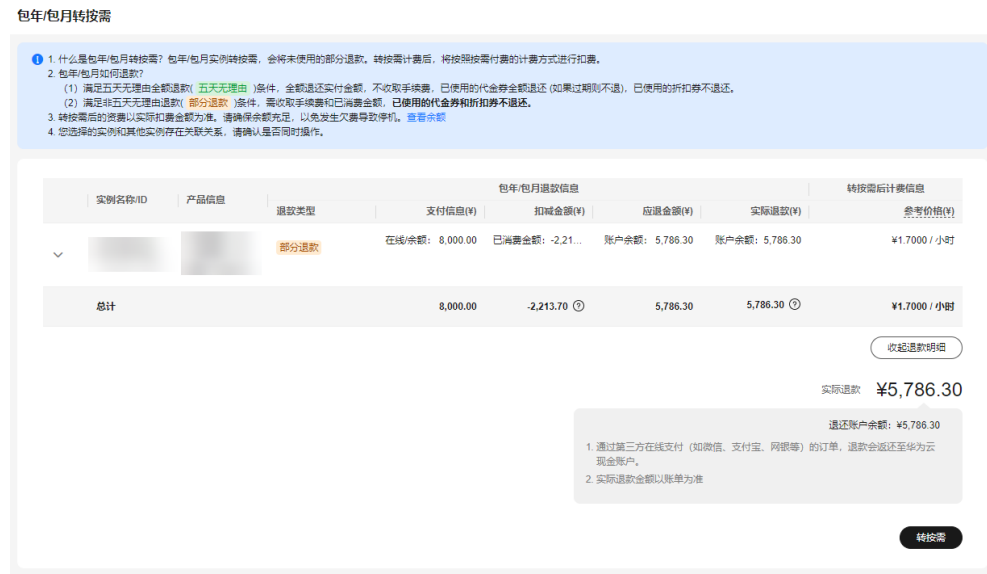 包年/包月转按需
1. 什么是包年/包月转按需？包年/包月实例转按需，会将未使用的部分退款。转按需计费后，将按照按需付费的计费方式进行扣费。
2. 包年/包月如何退款？
（1）满足五天无理由全额退款( 五天无理由 )条件，全额退还实付金额，不收取手续费，已使用的代金券全额退还 (如果过期则不退)，已使用的折扣券不退还。
（2）满足非五天无理由退款( 部分退款 )条件，需收取手续费和已消费金额，已使用的代金券和折扣券不退还。
3. 转按需后的资费以实际扣费金额为准。请确保余额充足，以免发生欠费导致停机。查看余额
4. 您选择的实例和其他实例存在关联关系，请确认是否同时操作。
包年/包月退款信息 转按需后计费信息
实例名称/ID 产品信息
退款类型 支付信息(¥) 扣减金额(¥) 应退金额(¥) 实际退款(¥) 参考价格(¥)
部分退款 在线/余额： 8,000.00 已消费金额：-2,21... 账户余额： 5,786.30 账户余额：5,786.30 ¥1.7000 / 小时
总计 8,000.00 -2,213.70 5,786.30 5,786.30 ¥1.7000 / 小时
收起退款明细
实际退款 ¥5,786.30
退还账户余额：¥5,786.30
1. 通过第三方在线支付（如微信、支付宝、网银等）的订单，退款会返还至华为云
现金账户。
2. 实际退款金额以账单为准
转按需